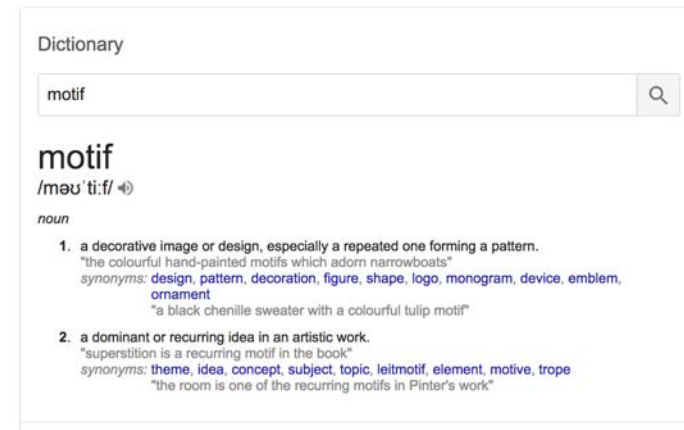 Dictionary
motif
motif
/məʊˈtiːf/
noun
1. a decorative image or design, especially a repeated one forming a pattern.
"the colourful hand-painted motifs which adorn narrowboats"
synonyms: design, pattern, decoration, figure, shape, logo, monogram, device, emblem,
ornament
"a black chenille sweater with a colourful tulip motif"
2. a dominant or recurring idea in an artistic work.
"superstition is a recurring motif in the book"
synonyms: theme, idea, concept, subject, topic, leitmotif, element, motive, trope
"the room is one of the recurring motifs in Pinter's work"